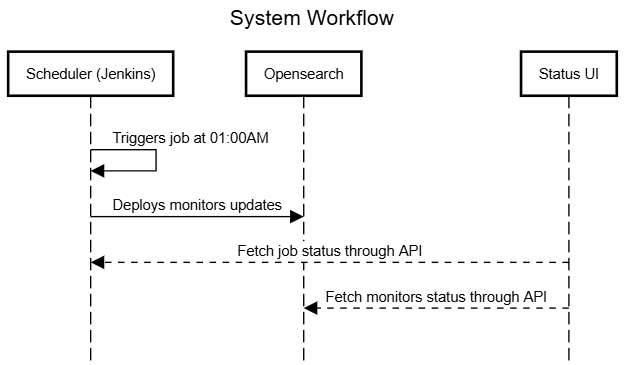 System Workflow
Scheduler (Jenkins)
Opensearch
Status UI
Triggers job at 01:00AM
Deploys monitors updates
Fetch job status through API
Fetch monitors status through API